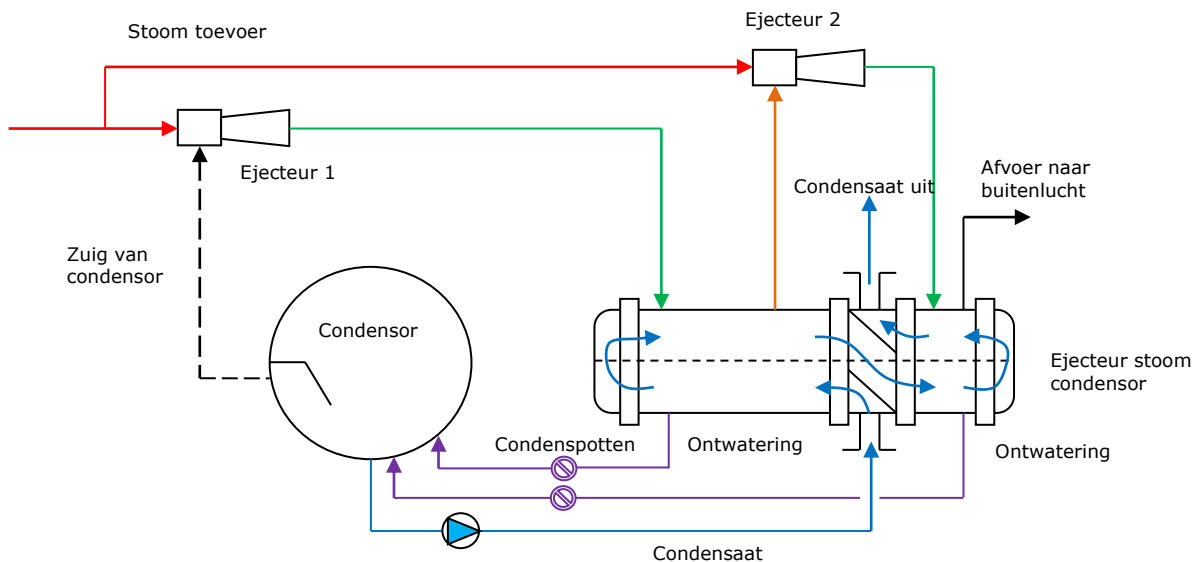 Ejecteur 2
Stoom toevoer
Ejecteur 1
Condensaat uit
Afvoer naar
buitenlucht
Zuig van
condensor
Condensor
Ejecteur stoom
condensor
Condenspotten
Ontwatering
Ontwatering
Condensaat